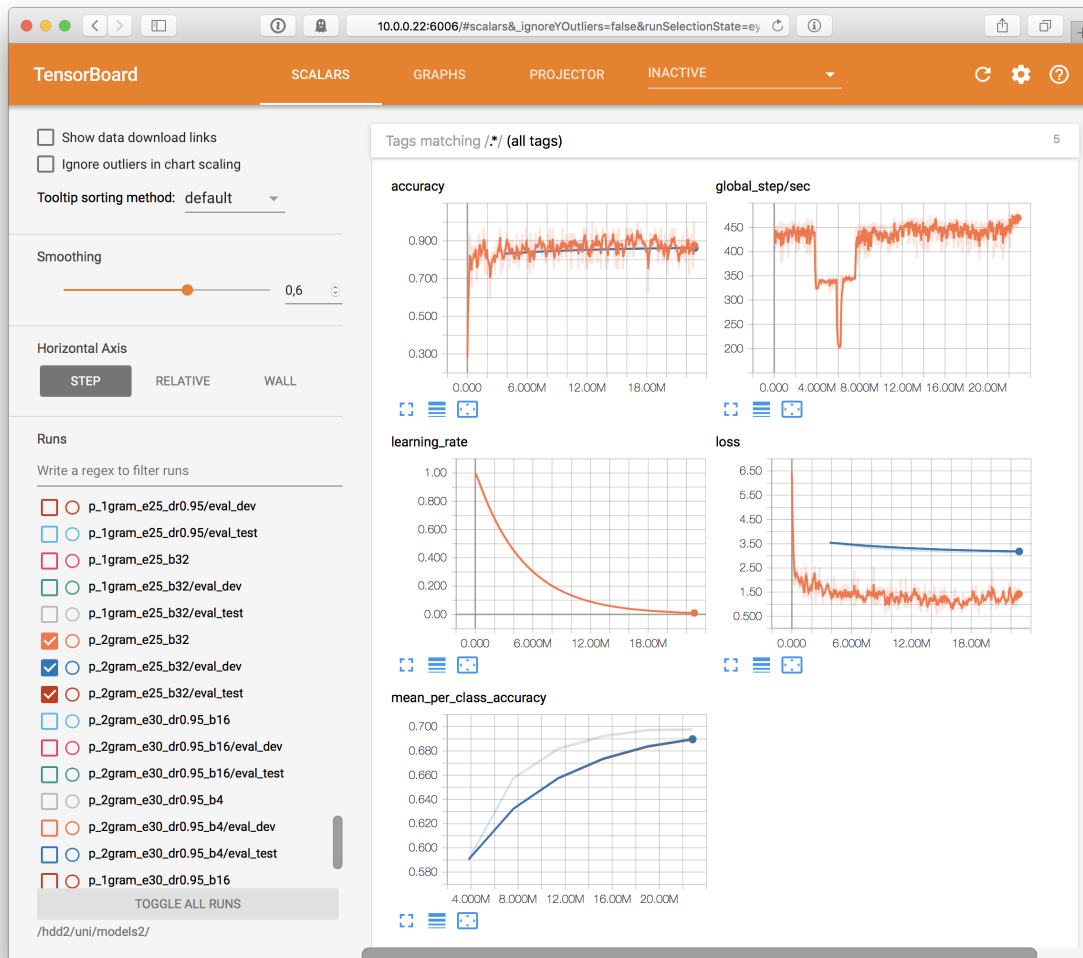 10.0.0.22:6006/#scalars&_ignoreYOutliers=false&runSelectionState=ey
TensorBoard
SCALARS
GRAPHS
PROJECTOR
INACTIVE
Show data download links
Ignore outliers in chart scaling
Tooltip sorting method: default
Smoothing
0,6
Horizontal Axis
STEP RELATIVE WALL
Runs
Write a regex to filter runs
p_1gram_e25_dr0.95/eval_dev
p_1gram_e25_dr0.95/eval_test
p_1gram_e25_b32
p_1gram_e25_b32/eval_dev
p_1gram_e25_b32/eval_test
p_2gram_e25_b32
p_2gram_e25_b32/eval_dev
p_2gram_e25_b32/eval_test
p_2gram_e30_dr0.95_b16
p_2gram_e30_dr0.95_b16/eval_dev
p_2gram_e30_dr0.95_b16/eval_test
p_2gram_e30_dr0.95_b4
p_2gram_e30_dr0.95_b4/eval_dev
p_2gram_e30_dr0.95_b4/eval_test
p_1gram_e30_dr0.95_b16
TOGGLE ALL RUNS
/hdd2/uni/models2/
Tags matching /.*/ (all tags)
5
accuracy
0.900
0.700
0.500
0.300
0.000 6.000M 12.00M 18.00M
global_step/sec
450
400
350
300
250
200
0.000 4.000M 8.000M 12.00M 16.00M 20.00M
learning_rate
1.00
0.800
0.600
0.400
0.200
0.00
0.000 6.000M 12.00M 18.00M
loss
6.50
5.50
4.50
3.50
2.50
1.50
0.500
0.000 6.000M 12.00M 18.00M
mean_per_class_accuracy
0.700
0.680
0.660
0.640
0.620
0.600
0.580
4.000M 8.000M 12.00M 16.00M 20.00M